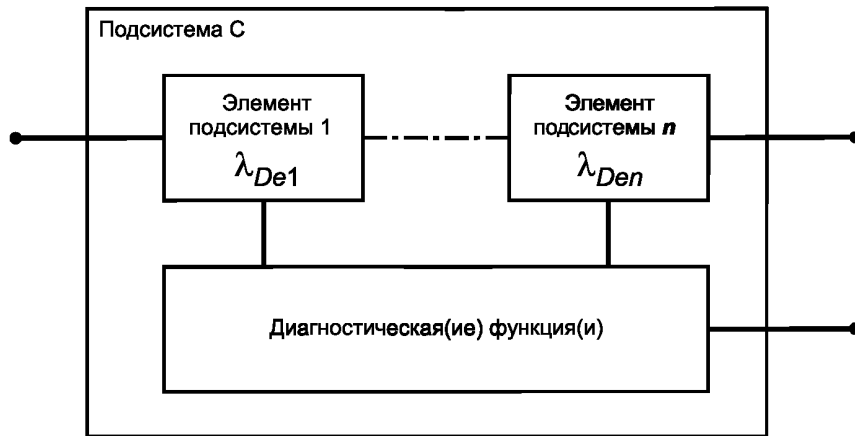 Подсистема С
Элемент
подсистемы 1
λDe1
Элемент
подсистемы n
λDen
Диагностическая(ие) функция(и)